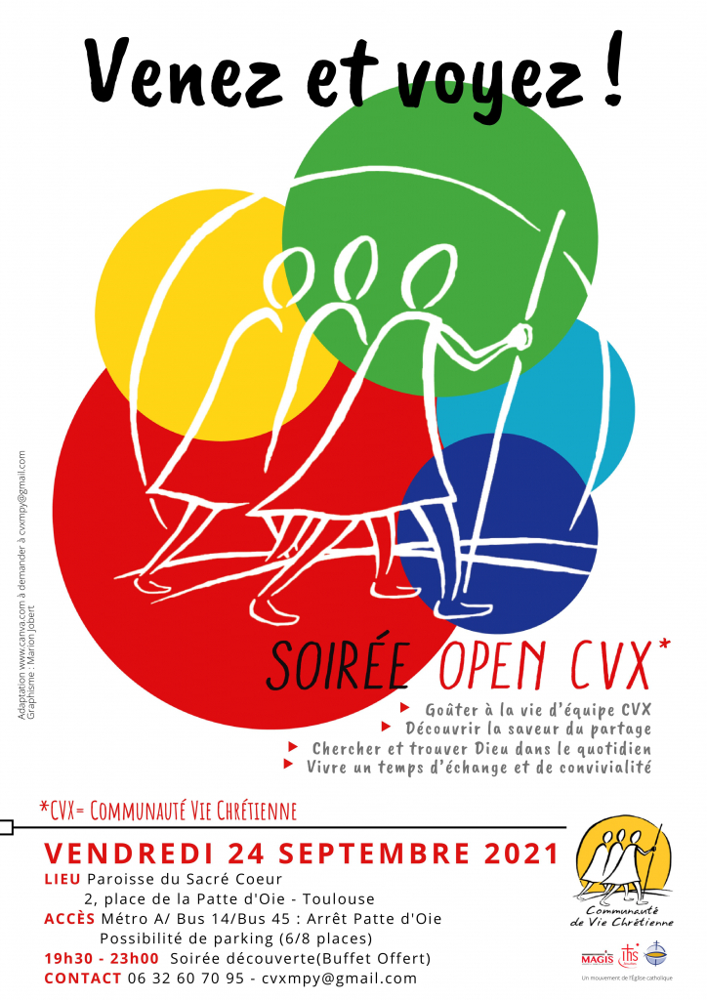 Venez et voyez !
SOIRÉE OPEN CVX*
Goûter à la vie d'équipe CVX
Découvrir la saveur du partage
Chercher et trouver Dieu dans le quotidien
Vivre un temps d'échange et de convivialité
Adaptation www.canva.com à demander à cvxmpy@gmail.com
Graphisme : Marion Jobert
*CVX= Communauté Vie Chrétienne
VENDREDI 24 SEPTEMBRE 2021
LIEU Paroisse du Sacré Coeur
2, place de la Patte d'Oie - Toulouse
ACCÈS Métro A/ Bus 14/Bus 45 : Arrêt Patte d'Oie
Possibilité de parking (6/8 places)
19h30 - 23h00 Soirée découverte(Buffet Offert)
CONTACT 06 32 60 70 95 - cvxmpy@gmail.com
Communauté
de Vie Chrétienne
MAGIS ihs
Un mouvement de l'Église catholique